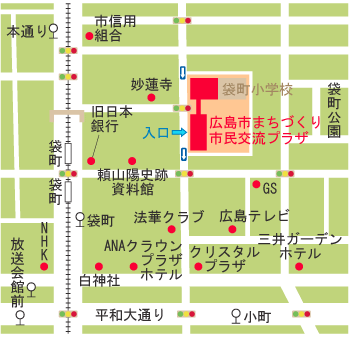 本通り
市信用
組合
妙蓮寺
袋町小学校
袋町公園
旧日本
銀行
入口
広島市まちづくり
市民交流プラザ
袋町
頼山陽史跡
資料館
袋町
GS
袋町
法華クラブ
広島テレビ
NHK
放送会館前
ANAクラウン
プラザ
ホテル
クリスタル
プラザ
三井ガーデン
ホテル
白神社
平和大通り
小町